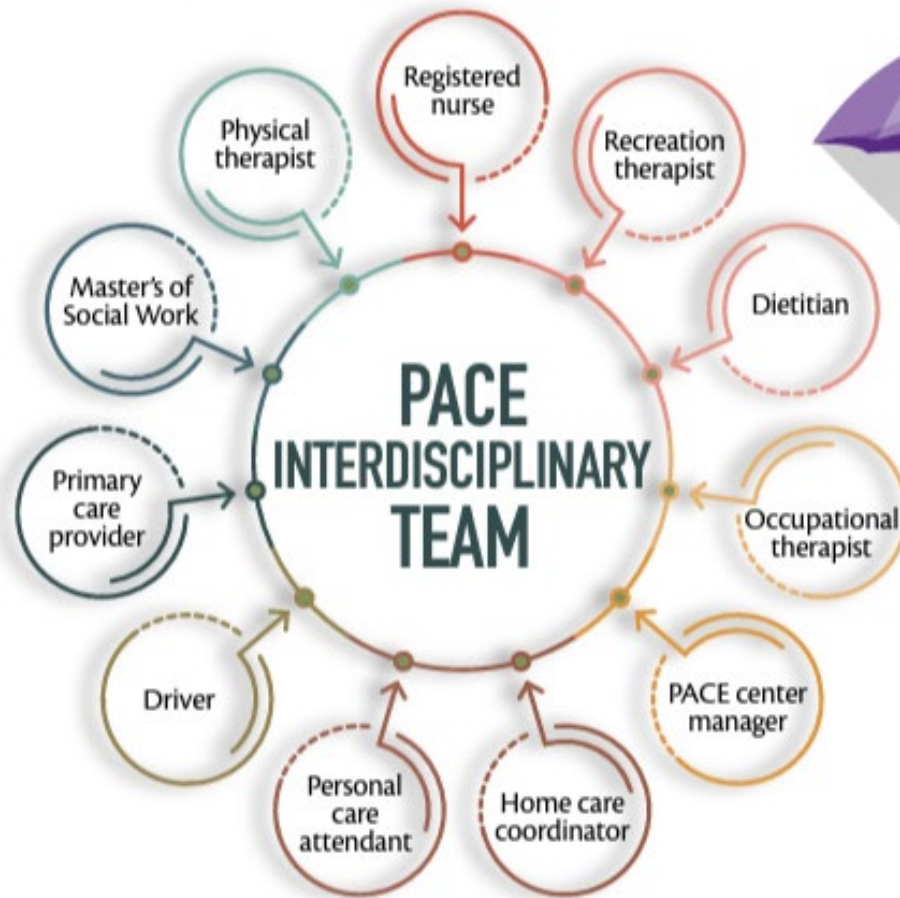 Registered
nurse
Recreation
therapist
Dietitian
Occupational
therapist
PACE center
manager
Home care
coordinator
Personal
care
attendant
Driver
Primary
care
provider
Master's of
Social Work
Physical
therapist
PACE
INTERDISCIPLINARY
TEAM